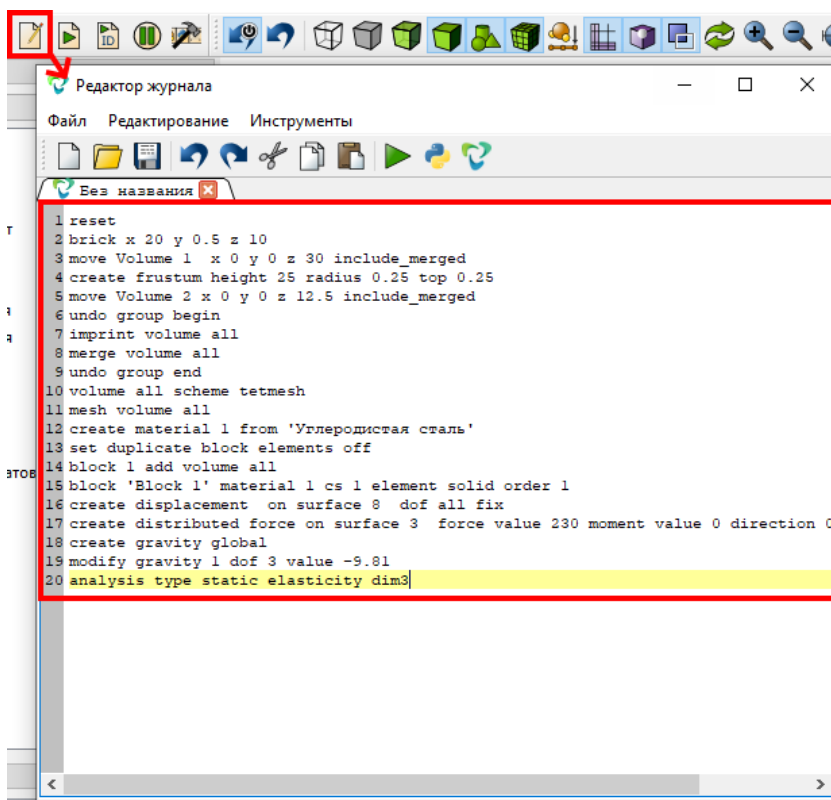 ID
Редактор журнала
Файл Редактирование Инструменты
Без названия
1 reset
2 brick x 20 y 0.5 z 10
3 move Volume 1  x 0 y 0 z 30 include_merged
4 create frustum height 25 radius 0.25 top 0.25
5 move Volume 2 x 0 y 0 z 12.5 include_merged
6 undo group begin
7 imprint volume all
8 merge volume all
9 undo group end
10 volume all scheme tetmesh
11 mesh volume all
12 create material 1 from 'Углеродистая сталь'
13 set duplicate block elements off
14 block 1 add volume all
15 block 'Block 1' material 1 cs 1 element solid order 1
16 create displacement  on surface 8  dof all fix
17 create distributed force on surface 3  force value 230 moment value 0 direction 0
18 create gravity global
19 modify gravity 1 dof 3 value -9.81
20 analysis type static elasticity dim3